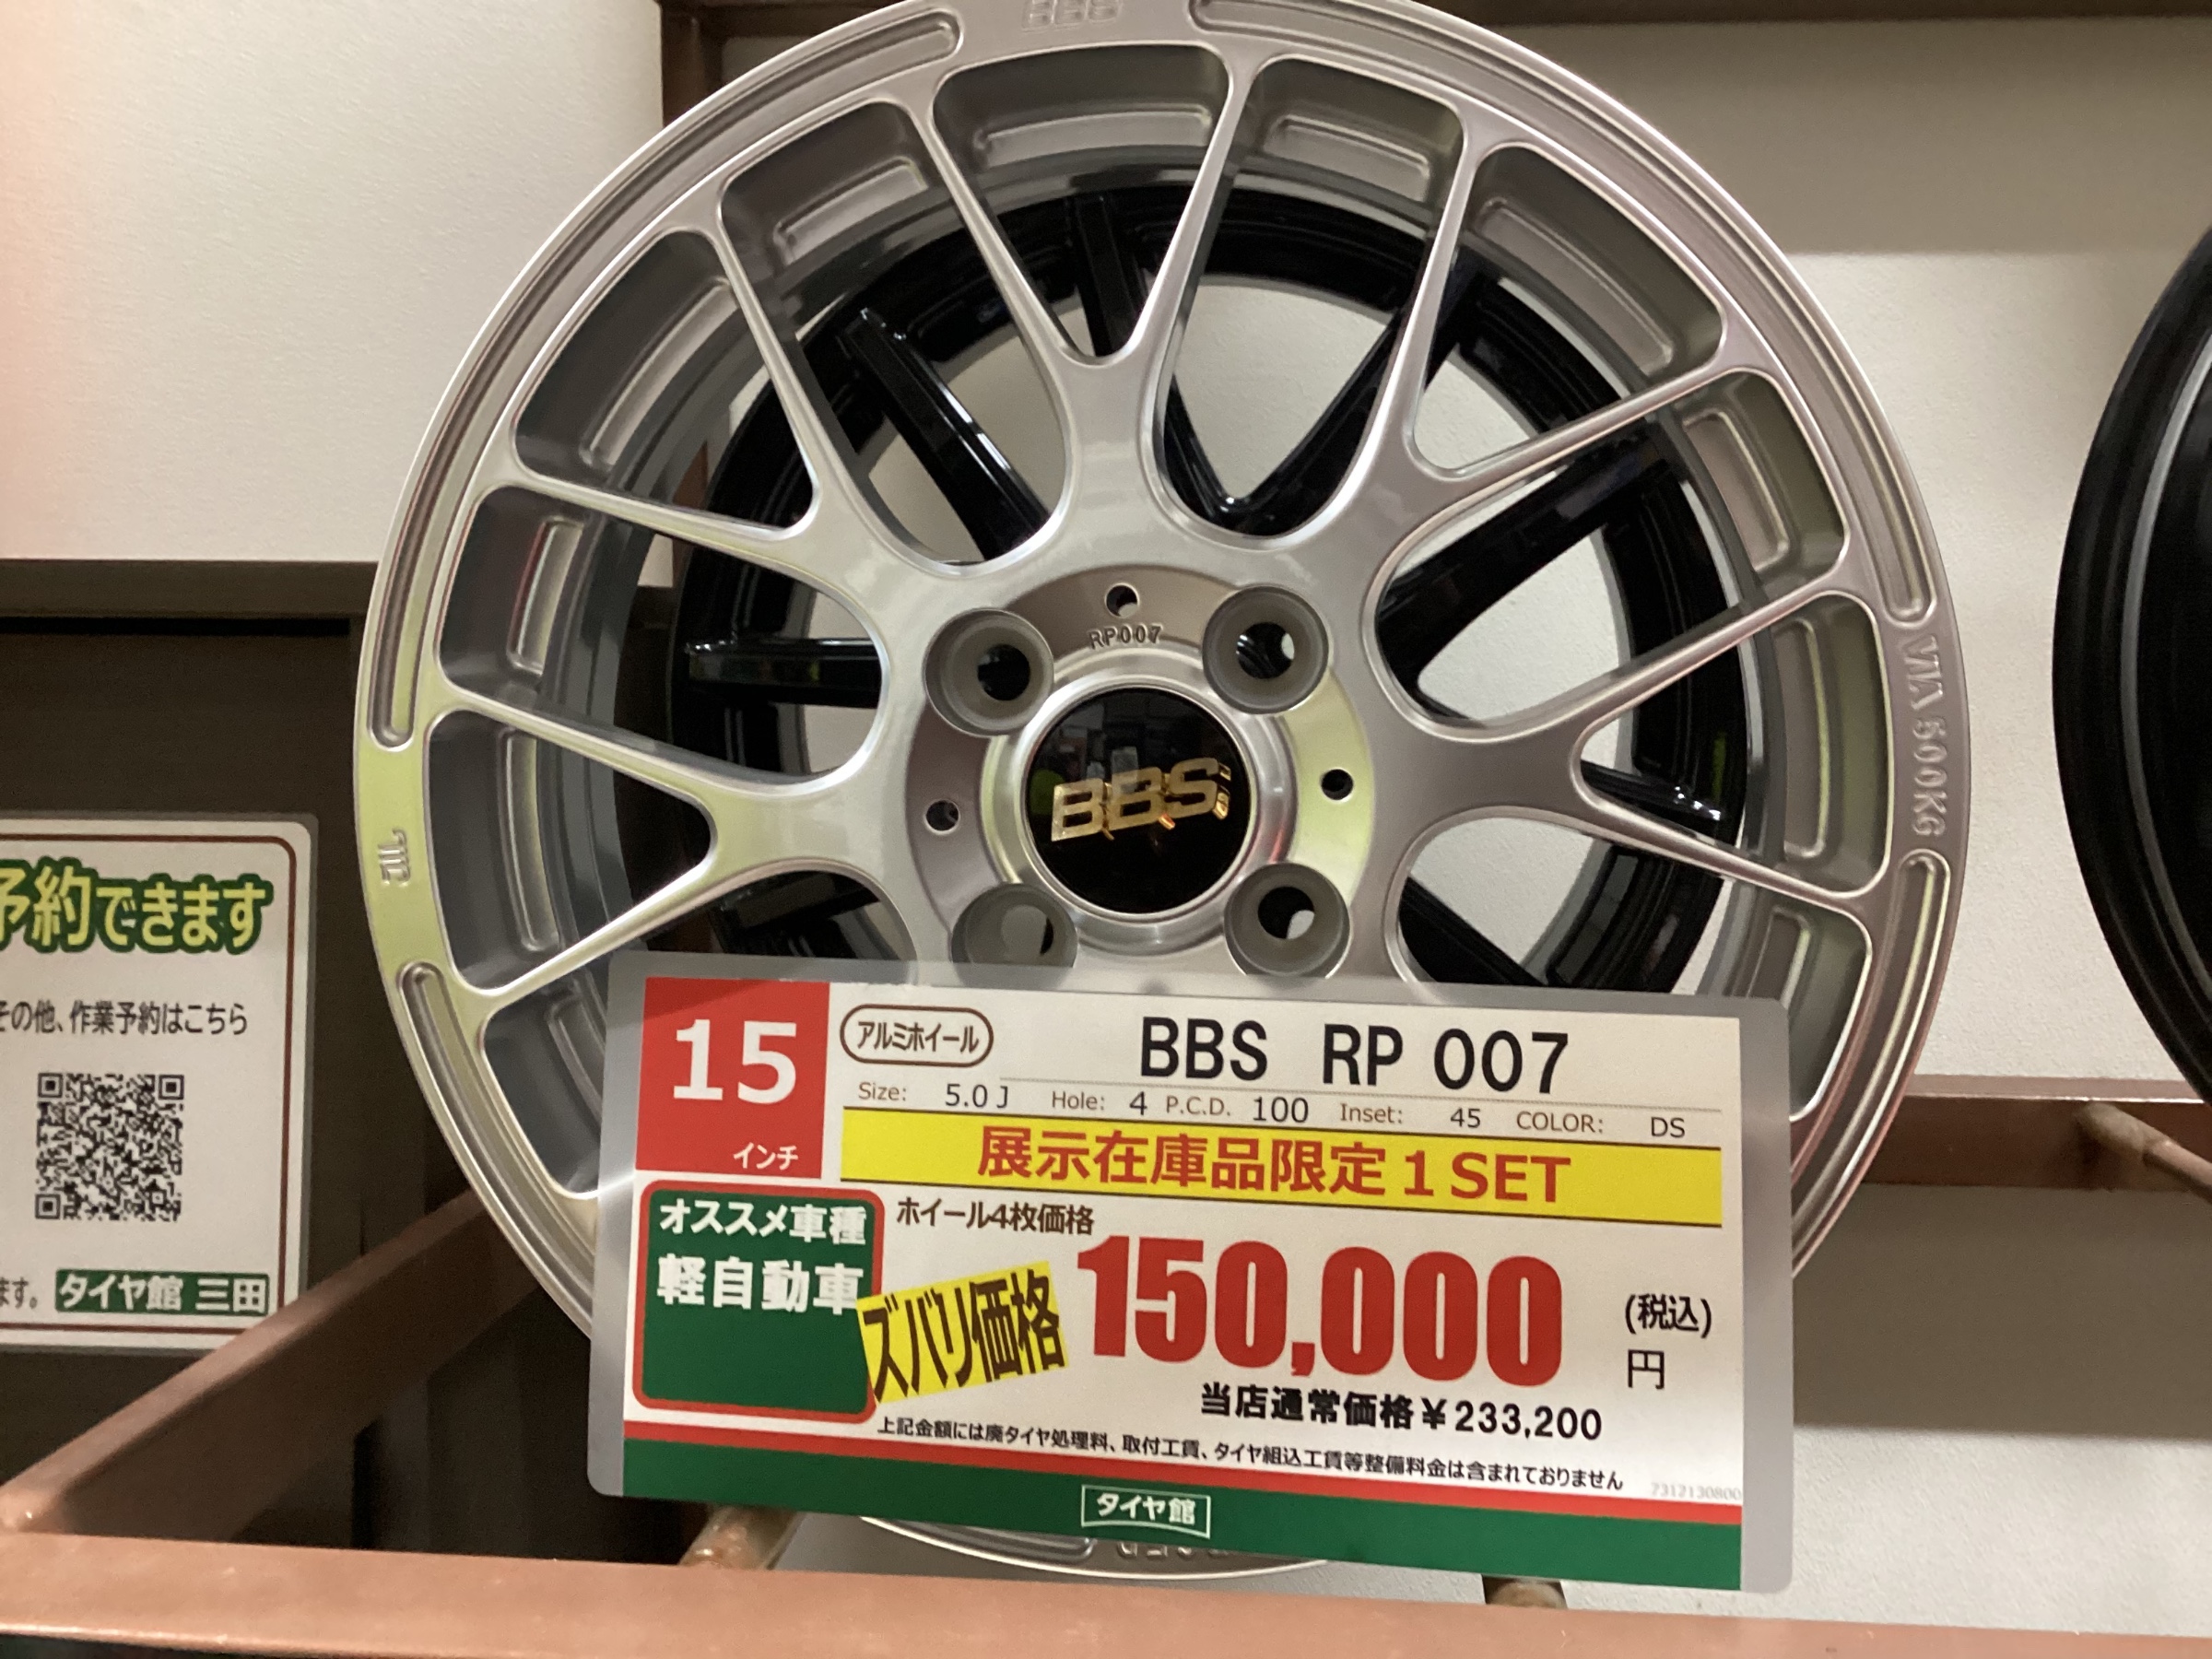 BBS
RP007
VIA 500KG
BBS
予約できます
その他、作業予約はこちら
ます。 タイヤ館 三田
15
インチ
アルミホイール
BBS RP 007
Size: 5.0 J Hole: 4 P.C.D. 100 Inset: 45 COLOR: DS
展示在庫品限定1SET
オススメ車種
軽自動車
ホイール4枚価格
ズバリ価格
150,000
(税込)
円
当店通常価格¥233,200
上記金額には廃タイヤ処理料、取付工賃、タイヤ組込工賃等整備料金は含まれておりません
7312130800
タイヤ館